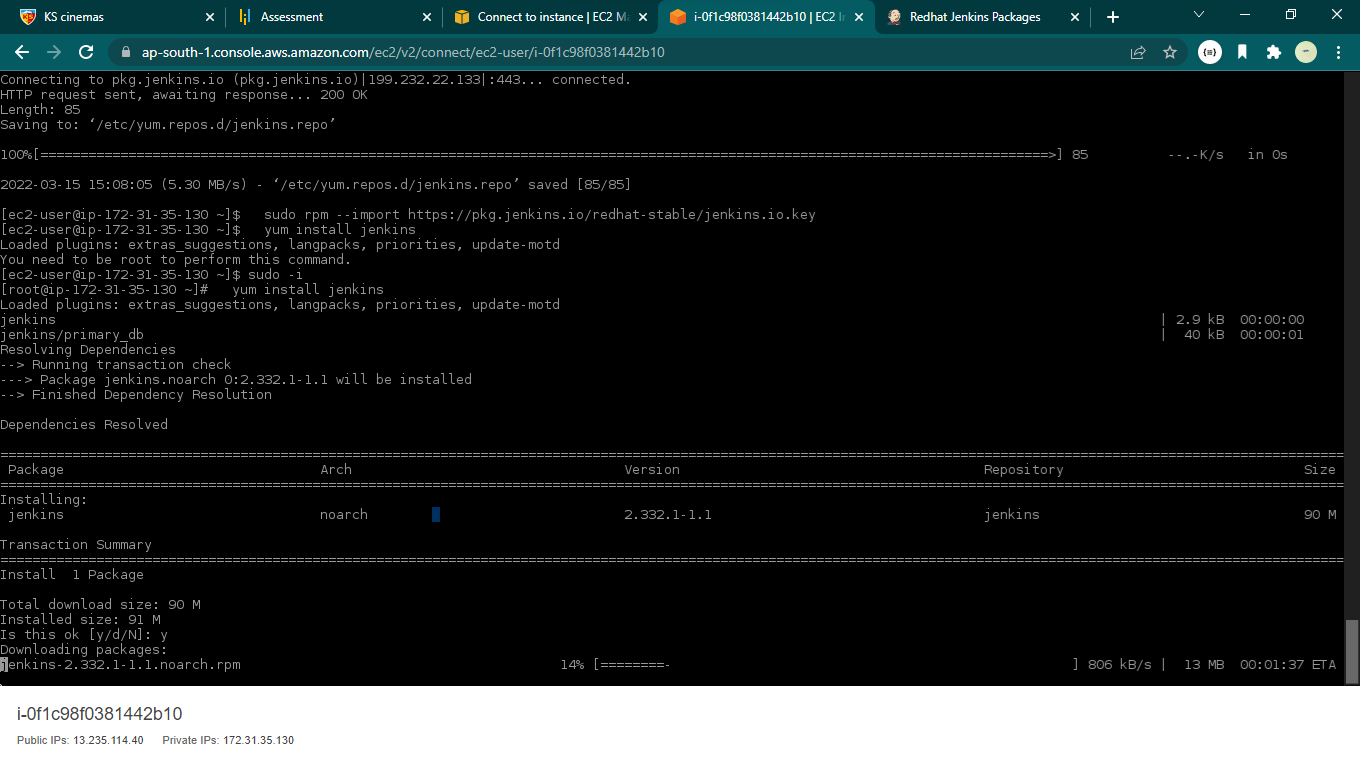 KS cinemas
Assessment
Connect to instance | EC2 Ma
i-0f1c98f0381442b10 | EC2 In
Redhat Jenkins Packages
ap-south-1.console.aws.amazon.com/ec2/v2/connect/ec2-user/i-0f1c98f0381442b10
Connecting to pkg.jenkins.io (pkg.jenkins.io)|199.232.22.133|:443... connected.
HTTP request sent, awaiting response... 200 OK
Length: 85
Saving to: ‘/etc/yum.repos.d/jenkins.repo’
100%[==============================================================================================================================>] 85 --.-K/s in 0s
2022-03-15 15:08:05 (5.30 MB/s) - ‘/etc/yum.repos.d/jenkins.repo’ saved [85/85]
[ec2-user@ip-172-31-35-130 ~]$   sudo rpm --import https://pkg.jenkins.io/redhat-stable/jenkins.io.key
[ec2-user@ip-172-31-35-130 ~]$   yum install jenkins
Loaded plugins: extras_suggestions, langpacks, priorities, update-motd
You need to be root to perform this command.
[ec2-user@ip-172-31-35-130 ~]$ sudo -i
[root@ip-172-31-35-130 ~]#   yum install jenkins
Loaded plugins: extras_suggestions, langpacks, priorities, update-motd
jenkins | 2.9 kB 00:00:00
jenkins/primary_db | 40 kB 00:00:01
Resolving Dependencies
--> Running transaction check
---> Package jenkins.noarch 0:2.332.1-1.1 will be installed
--> Finished Dependency Resolution
Dependencies Resolved
Package Arch Version Repository Size
Installing:
jenkins noarch 2.332.1-1.1 jenkins 90 M
Transaction Summary
Install  1 Package
Total download size: 90 M
Installed size: 91 M
Is this ok [y/d/N]: y
Downloading packages:
jenkins-2.332.1-1.1.noarch.rpm 14% [========- ] 806 kB/s | 13 MB 00:01:37 ETA
i-0f1c98f0381442b10
Public IPs: 13.235.114.40 Private IPs: 172.31.35.130